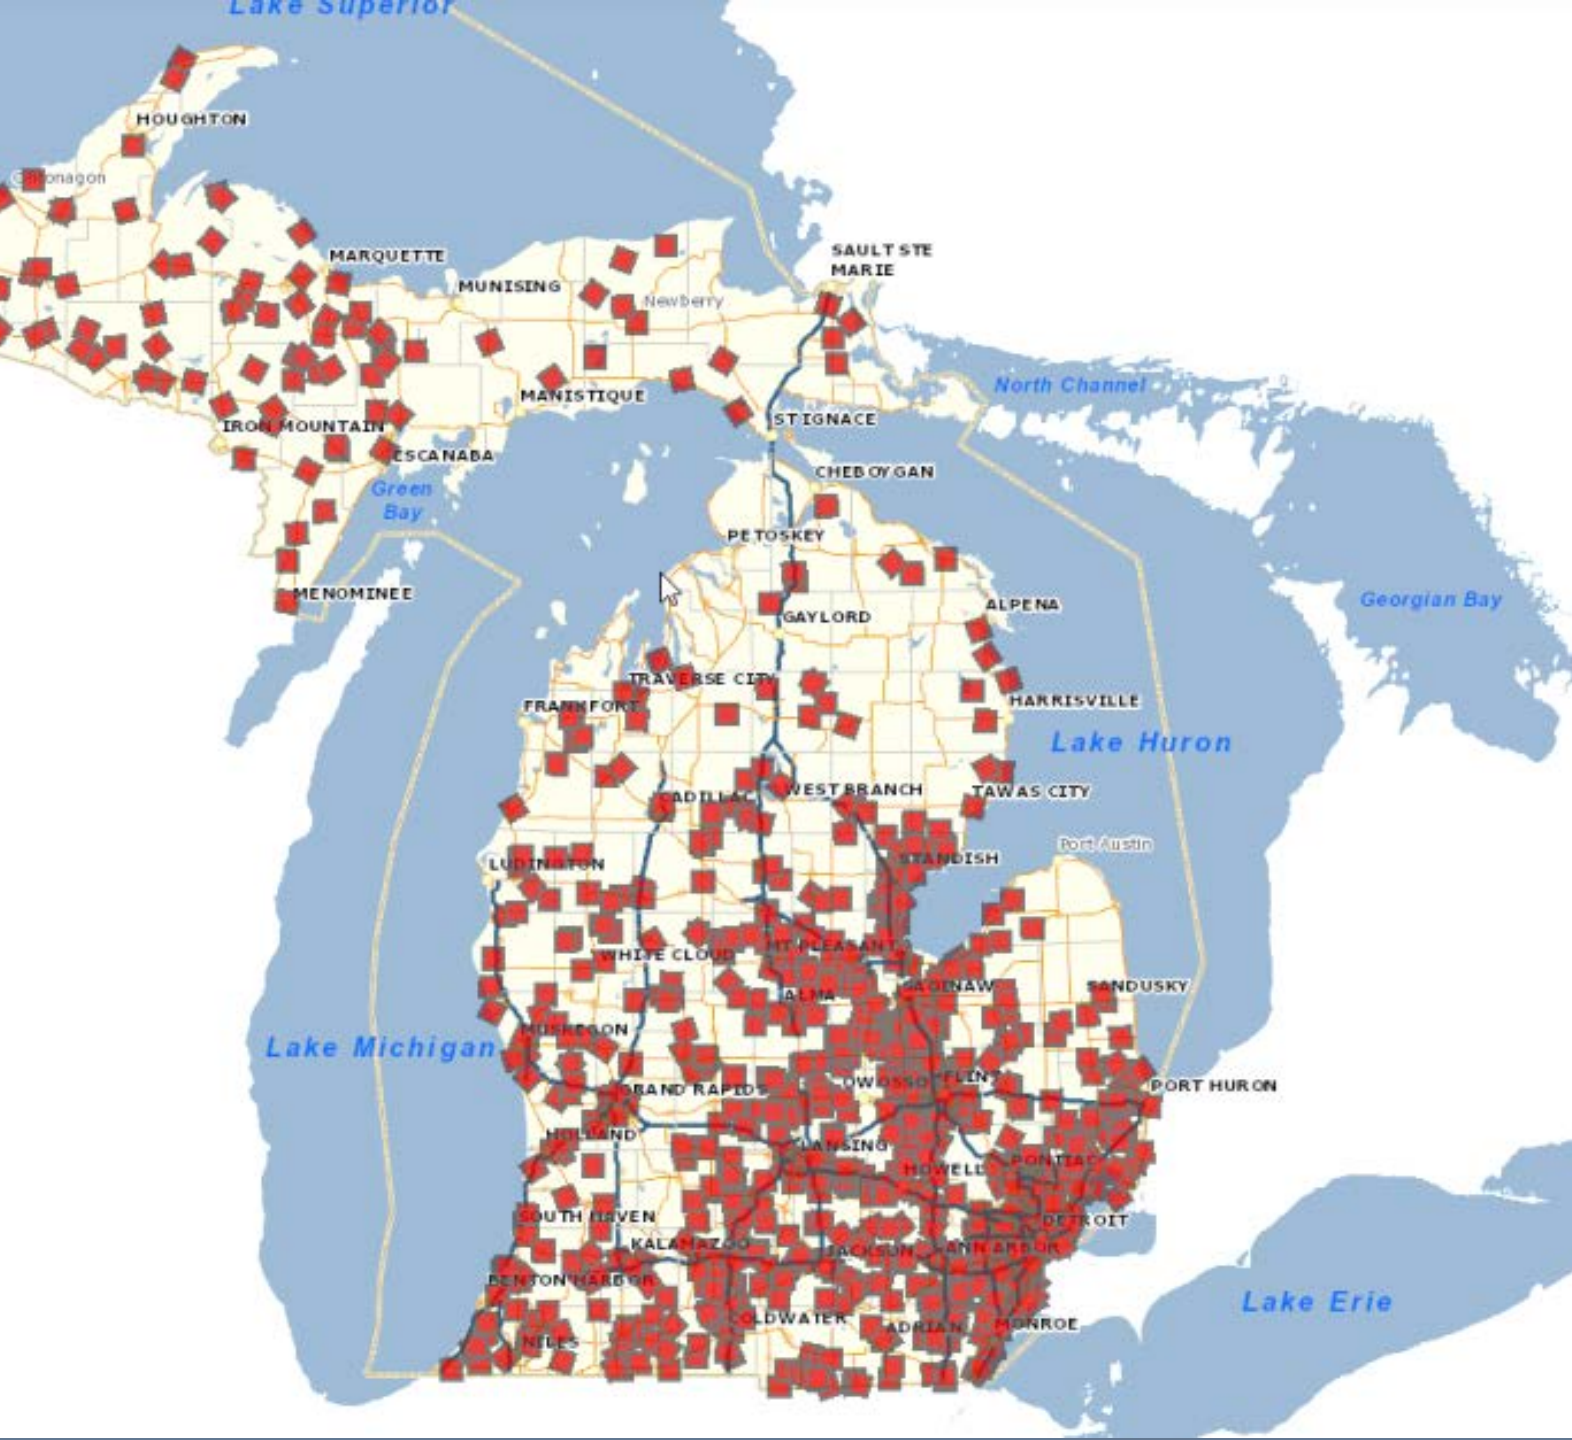 Lake Superior
HOUGHTON
Ontonagon
MARQUETTE
SAULT STE
MARIE
MUNISING
Newberry
North Channel
MANISTIQUE
ST IGNACE
IRON MOUNTAIN
ESCANABA
CHEBOYGAN
Green
Bay
PETOSKEY
MENOMINEE
Georgian Bay
ALPENA
GAYLORD
TRAVERSE CITY
HARRISVILLE
FRANKFORT
Lake Huron
WEST BRANCH
TAWAS CITY
CADILLAC
Port Austin
STANDISH
LUDINGTON
MT PLEASANT
WHITE CLOUD
SAGINAW
SANDUSKY
ALMA
MUSKEGON
Lake Michigan
FLINT
OWOSSO
PORT HURON
GRAND RAPIDS
HOLLAND
LANSING
PONTIAC
HOWELL
SOUTH HAVEN
DETROIT
KALAMAZOO
JACKSON
ANN ARBOR
BENTON HARBOR
Lake Erie
COLDWATER
ADRIAN
MONROE
NILES